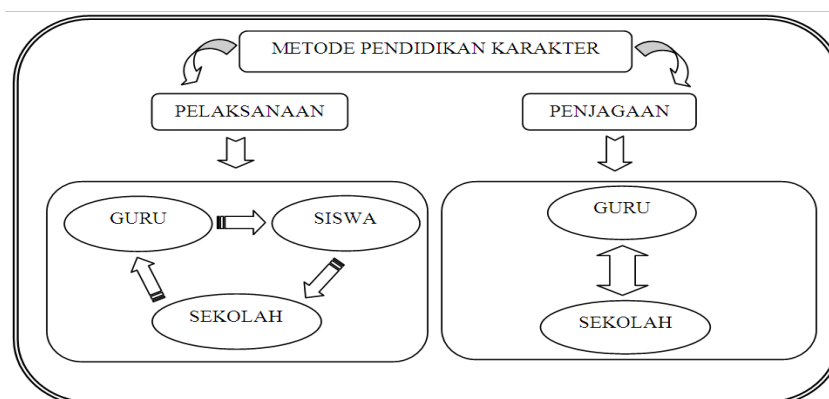 METODE PENDIDIKAN KARAKTER
PELAKSANAAN
PENJAGAAN
GURU
SISWA
SEKOLAH
GURU
SEKOLAH